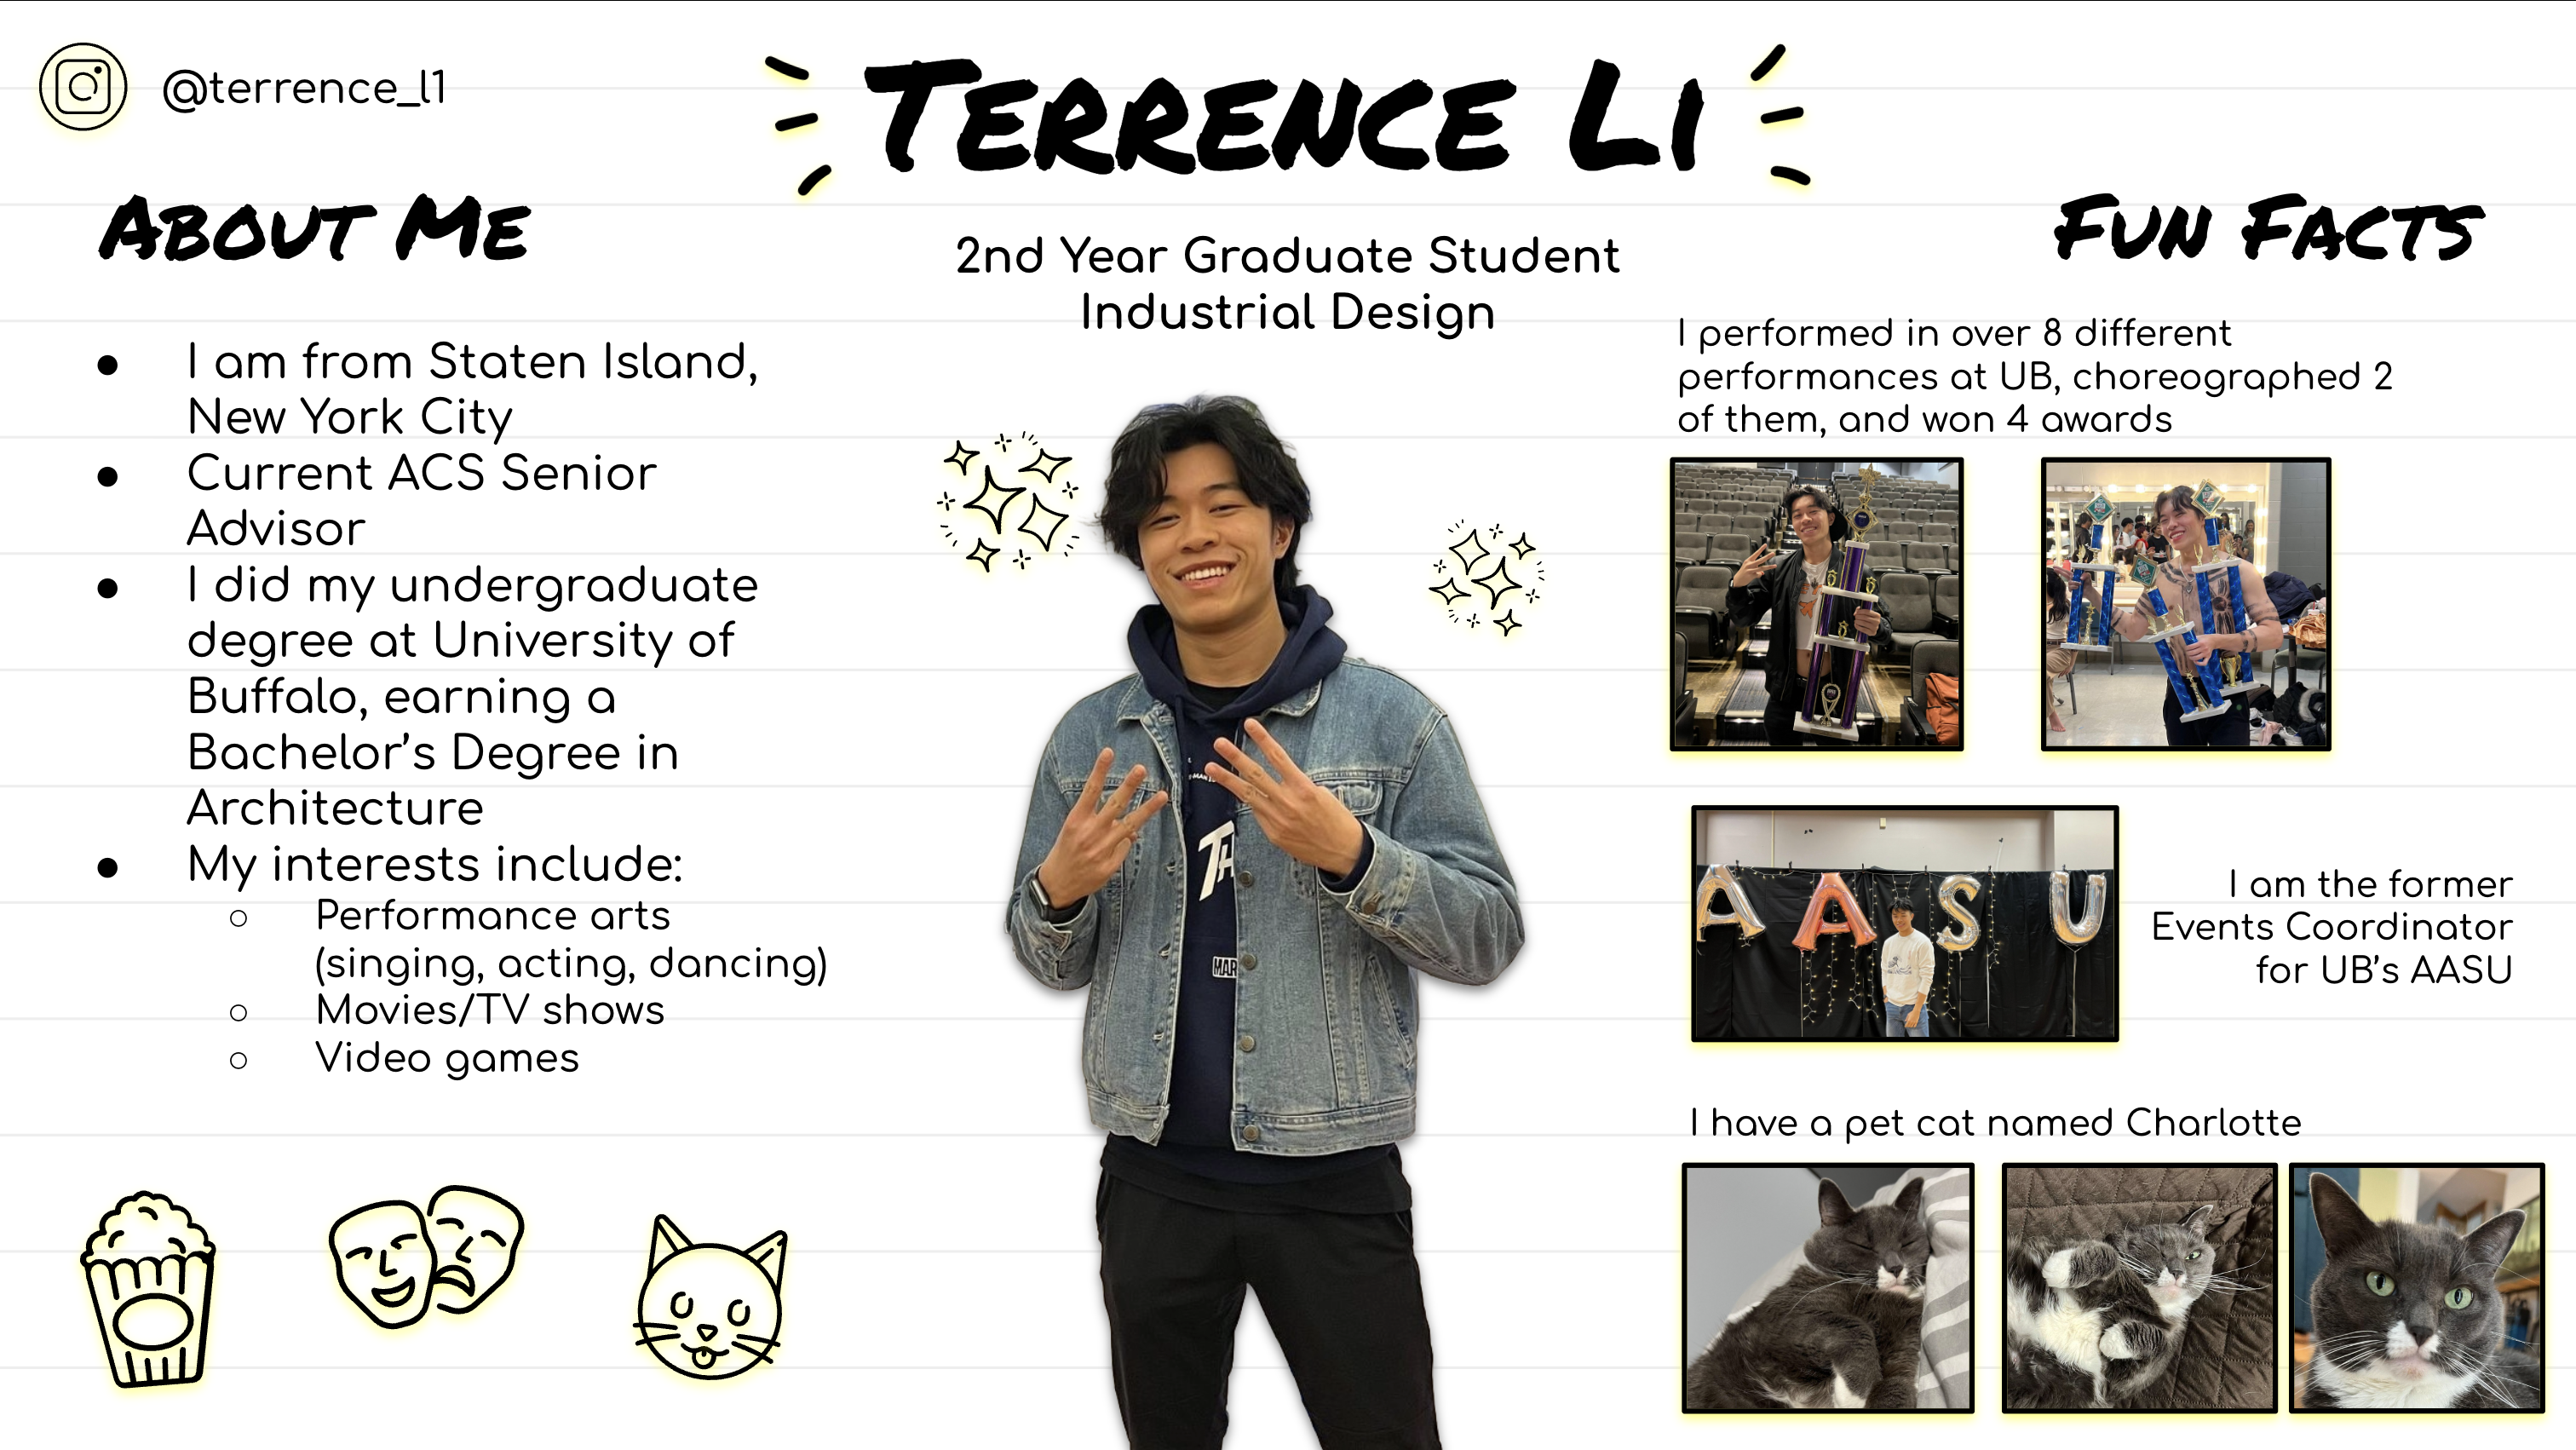 @terrence_l1
TERRENCE LI
2nd Year Graduate Student
Industrial Design
ABOUT ME
● I am from Staten Island,
New York City
● Current ACS Senior
Advisor
● I did my undergraduate
degree at University of
Buffalo, earning a
Bachelor’s Degree in
Architecture
● My interests include:
○ Performance arts
(singing, acting, dancing)
○ Movies/TV shows
○ Video games
TH
MAR
FUN FACTS
I performed in over 8 different
performances at UB, choreographed 2
of them, and won 4 awards
A A S U
I am the former
Events Coordinator
for UB’s AASU
I have a pet cat named Charlotte